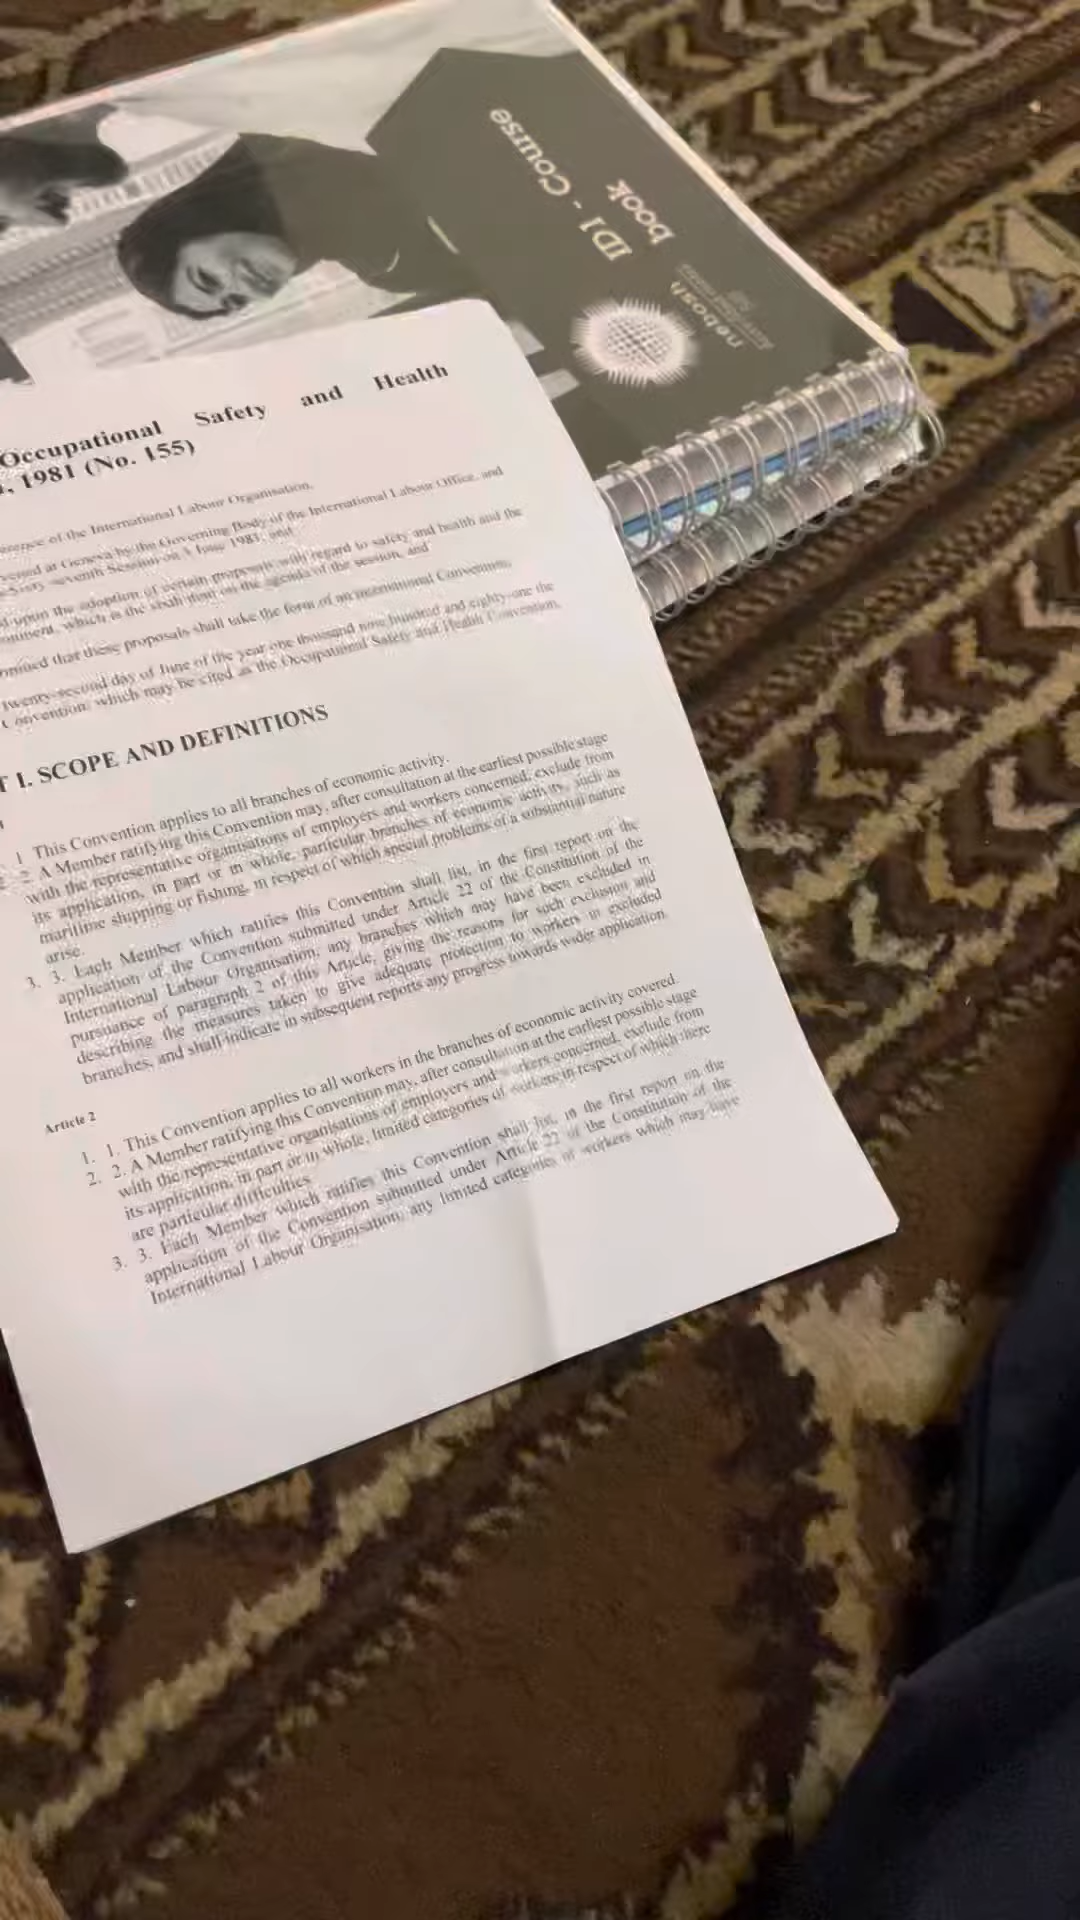 IDI - Course
book
nebosh
Occupational Safety and Health
, 1981 (No. 155)
erence of the International Labour Organisation,
vened at Geneva by the Governing Body of the International Labour Office, and
Sixty-seventh Session on 3 June 1981, and
d upon the adoption of certain proposals with regard to safety and health and the
onment, which is the sixth item on the agenda of the session, and
rmined that these proposals shall take the form of an international Convention,
twenty-second day of June of the year one thousand nine hundred and eighty-one the
Convention, which may be cited as the Occupational Safety and Health Convention,
T I. SCOPE AND DEFINITIONS
1 This Convention applies to all branches of economic activity.
2. A Member ratifying this Convention may, after consultation at the earliest possible stage
with the representative organisations of employers and workers concerned, exclude from
its application, in part or in whole, particular branches of economic activity, such as
maritime shipping or fishing, in respect of which special problems of a substantial nature
arise.
3. 3. Each Member which ratifies this Convention shall list, in the first report on the
application of the Convention submitted under Article 22 of the Constitution of the
International Labour Organisation, any branches which may have been excluded in
pursuance of paragraph 2 of this Article, giving the reasons for such exclusion and
describing the measures taken to give adequate protection to workers in excluded
branches, and shall indicate in subsequent reports any progress towards wider application.
Article 2
1. 1. This Convention applies to all workers in the branches of economic activity covered.
2. 2. A Member ratifying this Convention may, after consultation at the earliest possible stage
with the representative organisations of employers and workers concerned, exclude from
its application, in part or in whole, limited categories of workers in respect of which there
are particular difficulties
3. 3. Each Member which ratifies this Convention shall list, in the first report on the
application of the Convention submitted under Article 22 of the Constitution of the
International Labour Organisation, any limited categories of workers which may have